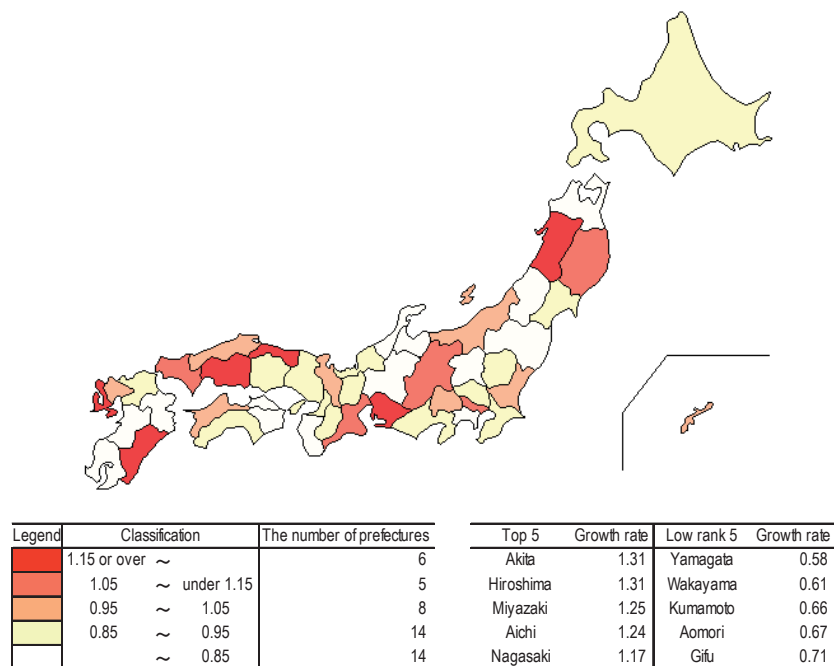 Legend Classification The number of prefectures Top 5 Growth rate Low rank 5 Growth rate
1.15 or over ~ 6 Akita 1.31 Yamagata 0.58
1.05 ~ under 1.15 5 Hiroshima 1.31 Wakayama 0.61
0.95 ~ 1.05 8 Miyazaki 1.25 Kumamoto 0.66
0.85 ~ 0.95 14 Aichi 1.24 Aomori 0.67
~ 0.85 14 Nagasaki 1.17 Gifu 0.71